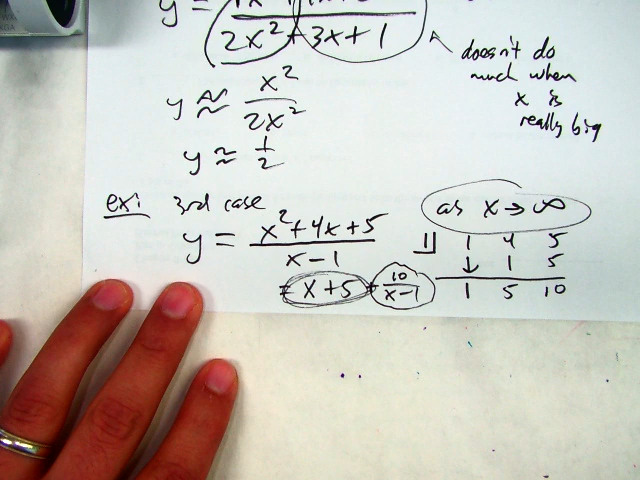 y =
2x² + 3x + 1
doesn't do
much when
x is
really big
y ≈ x²/2x²
y ≈ 1/2
ex: 3rd case
as x → ∞
y = x²+4x+5 / x-1
1 | 1 4 5
↓ 1 5
1 5 10
= x+5 + 10/x-1